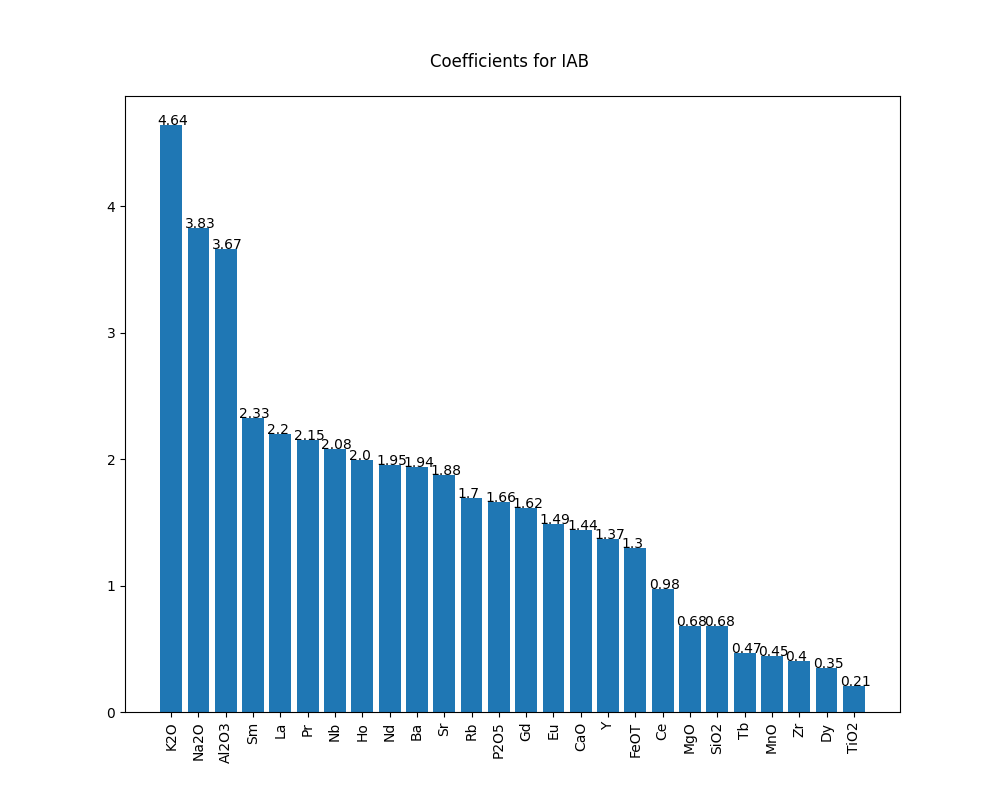 Coefficients for IAB
4.64
3.83
3.67
2.33
2.2
2.15
2.08
2.0
1.95
1.94
1.88
1.7
1.66
1.62
1.49
1.44
1.37
1.3
0.98
0.68
0.68
0.47
0.45
0.4
0.35
0.21
4
3
2
1
0
K2O
Na2O
Al2O3
Sm
La
Pr
Nb
Ho
Nd
Ba
Sr
Rb
P2O5
Gd
Eu
CaO
Y
FeOT
Ce
MgO
SiO2
Tb
MnO
Zr
Dy
TiO2